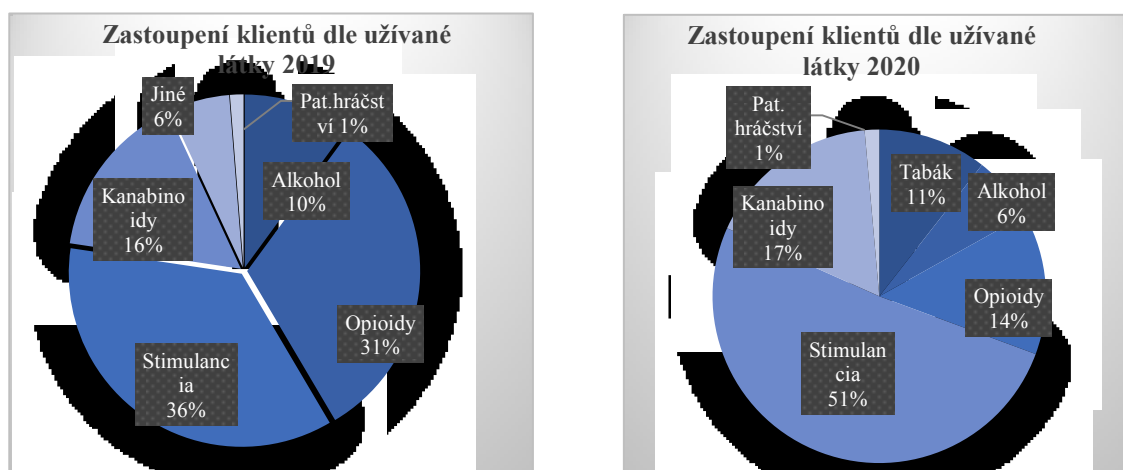 Zastoupení klientů dle užívané
látky 2019
Jiné
6%
Pat.hráčst
ví 1%
Alkohol
10%
Kanabino
idy
16%
Opioidy
31%
Stimulanc
ia
36%
Zastoupení klientů dle užívané
látky 2020
Pat.
hráčství
1%
Tabák
11%
Alkohol
6%
Kanabino
idy
17%
Opioidy
14%
Stimulan
cia
51%